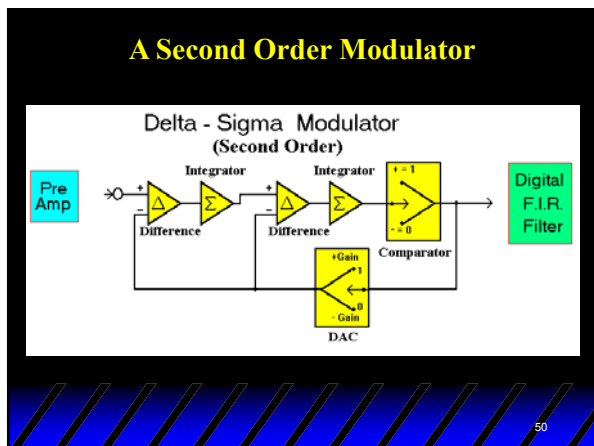 A Second Order Modulator
Delta - Sigma Modulator
(Second Order)
Pre
Amp
+
-
Δ
Difference
Integrator
Σ
+
-
Δ
Difference
Integrator
Σ
+ = 1
- = 0
Comparator
Digital
F.I.R.
Filter
+Gain
1
0
- Gain
DAC
50